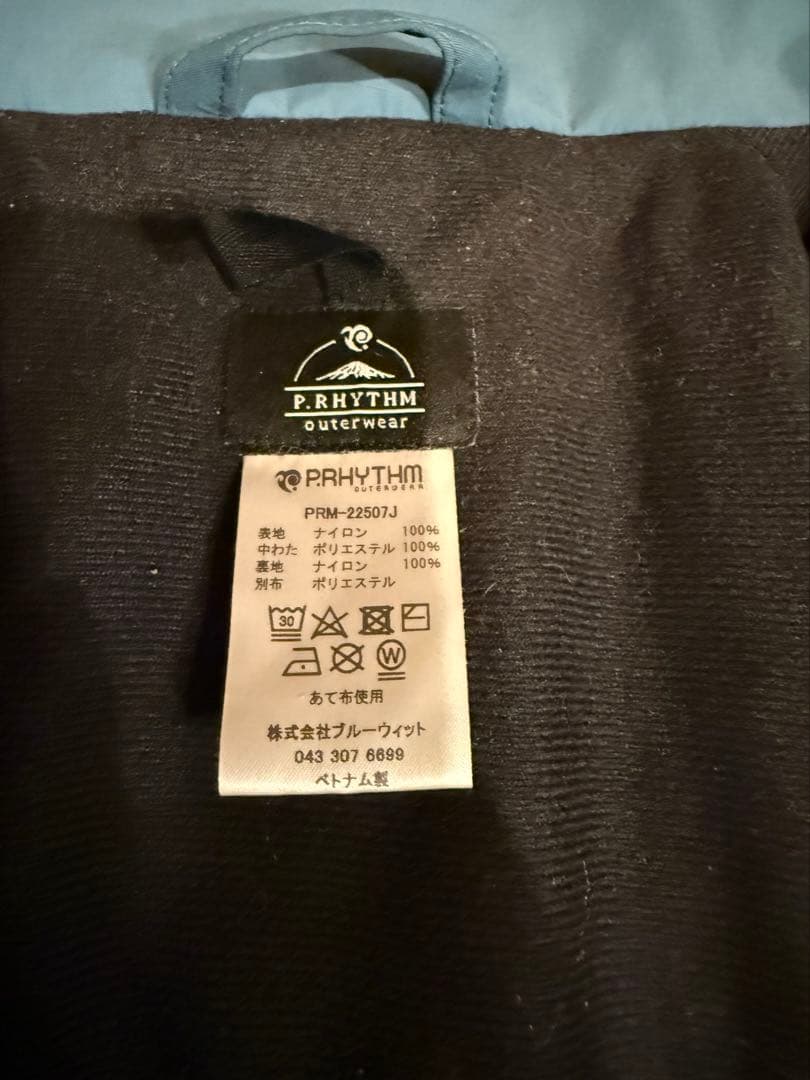 P.RHYTHM
outerwear
P.RHYTHM
OUTERWEAR
PRM-22507J
表地 ナイロン 100%
中わた ポリエステル 100%
裏地 ナイロン 100%
別布 ポリエステル
30
W
あて布使用
株式会社ブルーウィット
043 307 6699
ベトナム製